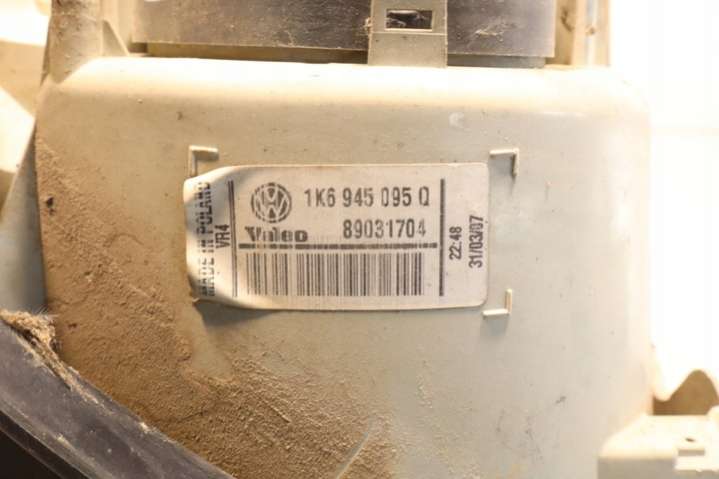 1K6 945 095 Q
Valeo
89031704
MADE IN POLAND
VR4
22:48
31/03/07